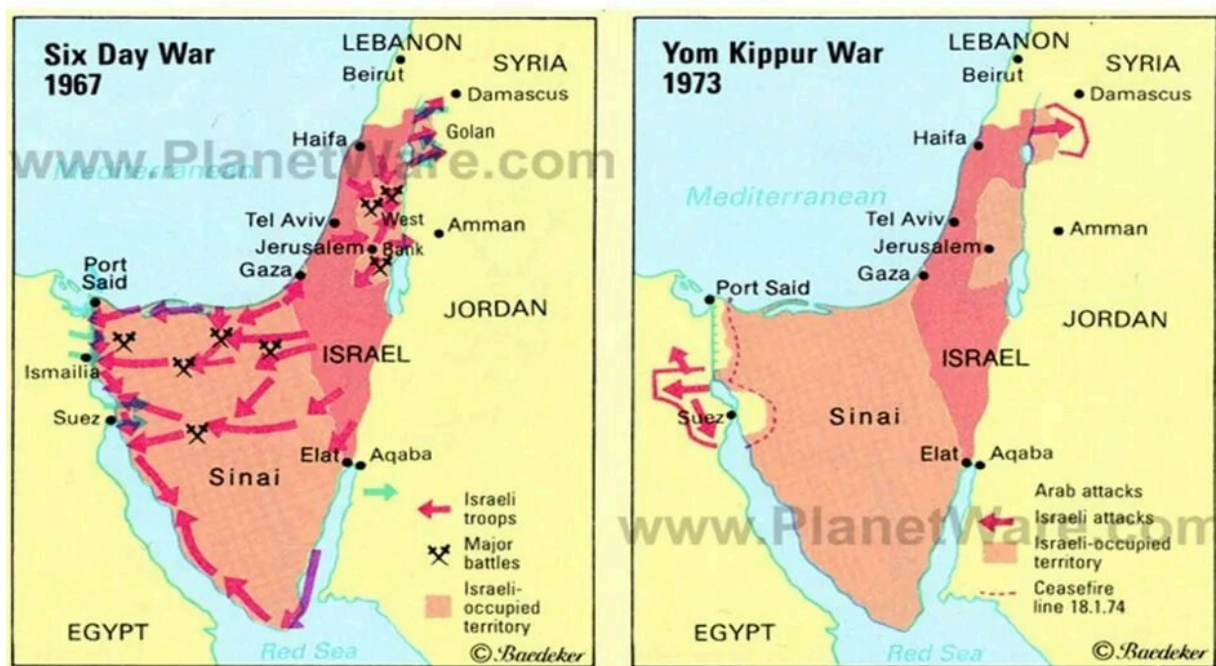 Six Day War
1967
LEBANON
Beirut
SYRIA
Damascus
Golan
Haifa
www.PlanetWare.com
Mediterranean
Tel Aviv
West
Bank
Jerusalem
Amman
Gaza
Port
Said
JORDAN
ISRAEL
Ismailia
Suez
Sinai
Elat
Aqaba
Israeli
troops
Major
battles
Israeli-
occupied
territory
EGYPT
Red Sea
© Baedeker
Yom Kippur War
1973
LEBANON
Beirut
SYRIA
Damascus
Haifa
Mediterranean
Tel Aviv
Amman
Jerusalem
Gaza
Port Said
JORDAN
ISRAEL
Suez
Sinai
Elat
Aqaba
Arab attacks
Israeli attacks
www.PlanetWare.com
Israeli-occupied
territory
Ceasefire
line 18.1.74
EGYPT
Red Sea
© Baedeker